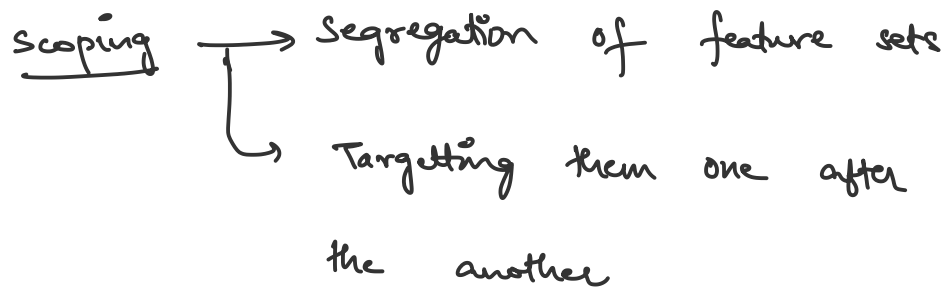 Scoping → Segregation of feature sets
→ Targetting them one after
the another